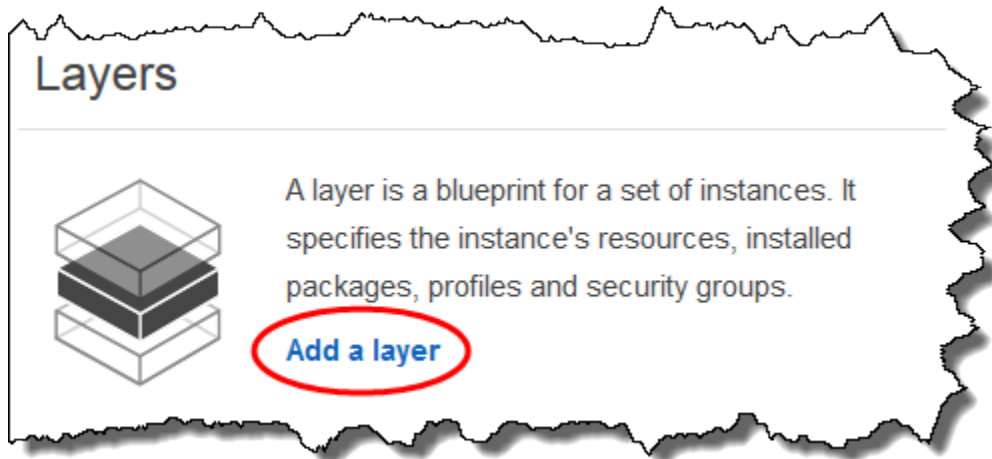 Layers
A layer is a blueprint for a set of instances. It
specifies the instance's resources, installed
packages, profiles and security groups.
Add a layer